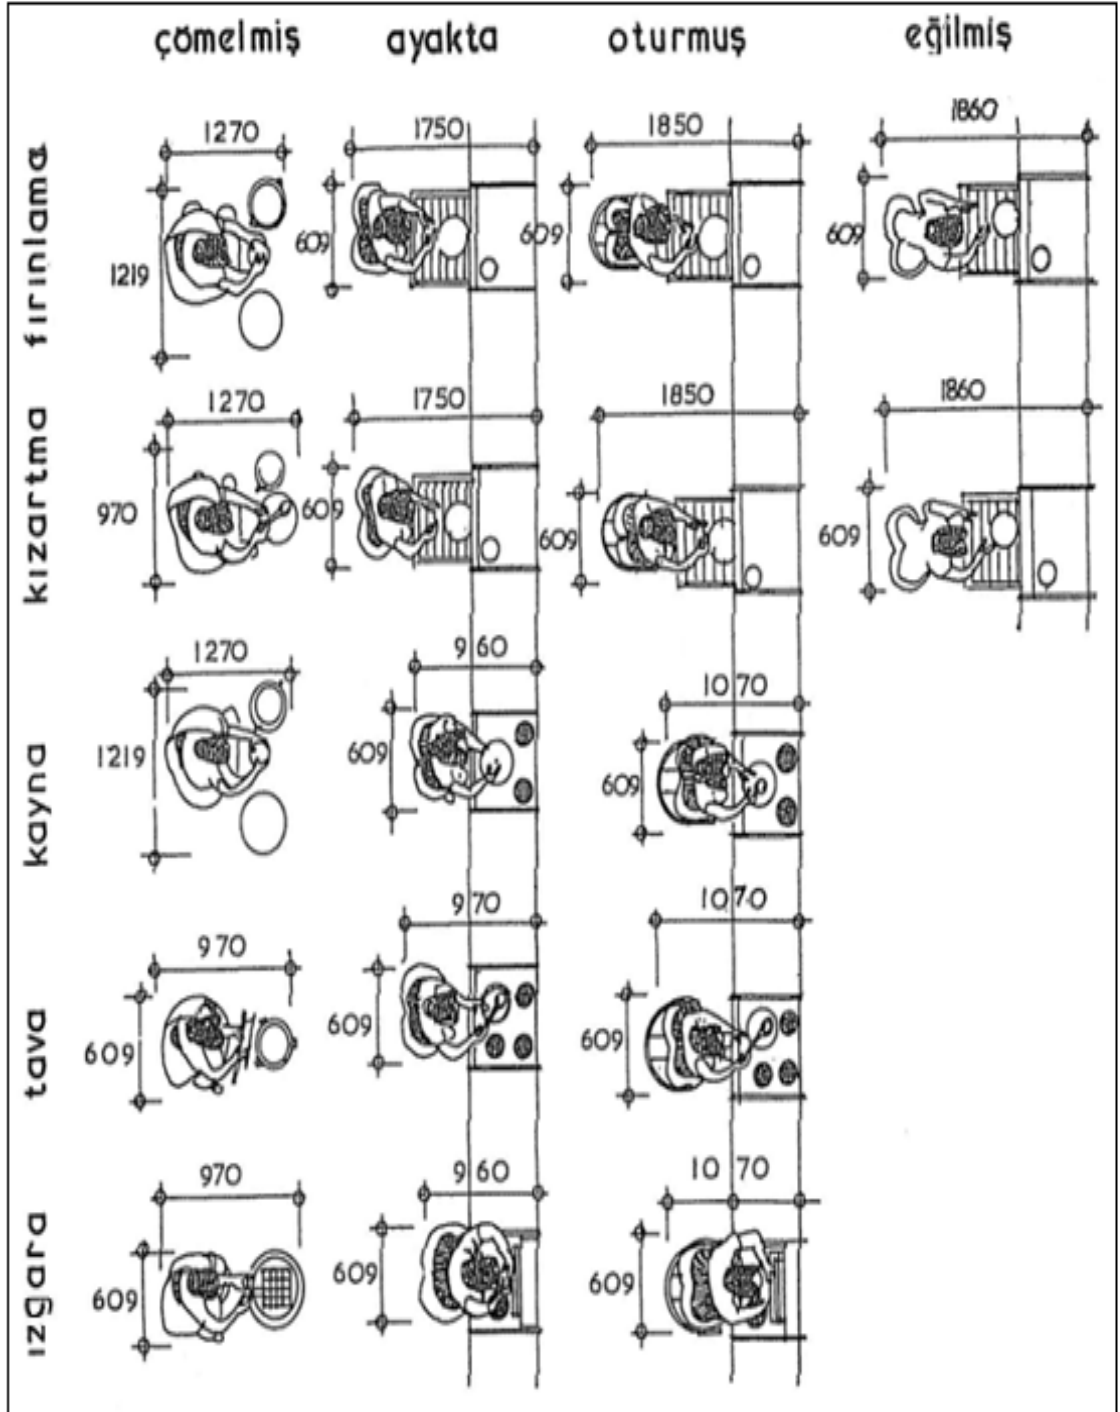 çömelmiş ayakta oturmuş eğilmiş
fırınlama
1270 1750 1850 1860
1219 609 609 609
kızartma
1270 1750 1850 1860
970 609 609 609
kayna
1270 960 1070
1219 609 609
tava
970 970 1070
609 609 609
ızgara
970 960 1070
609 609 609